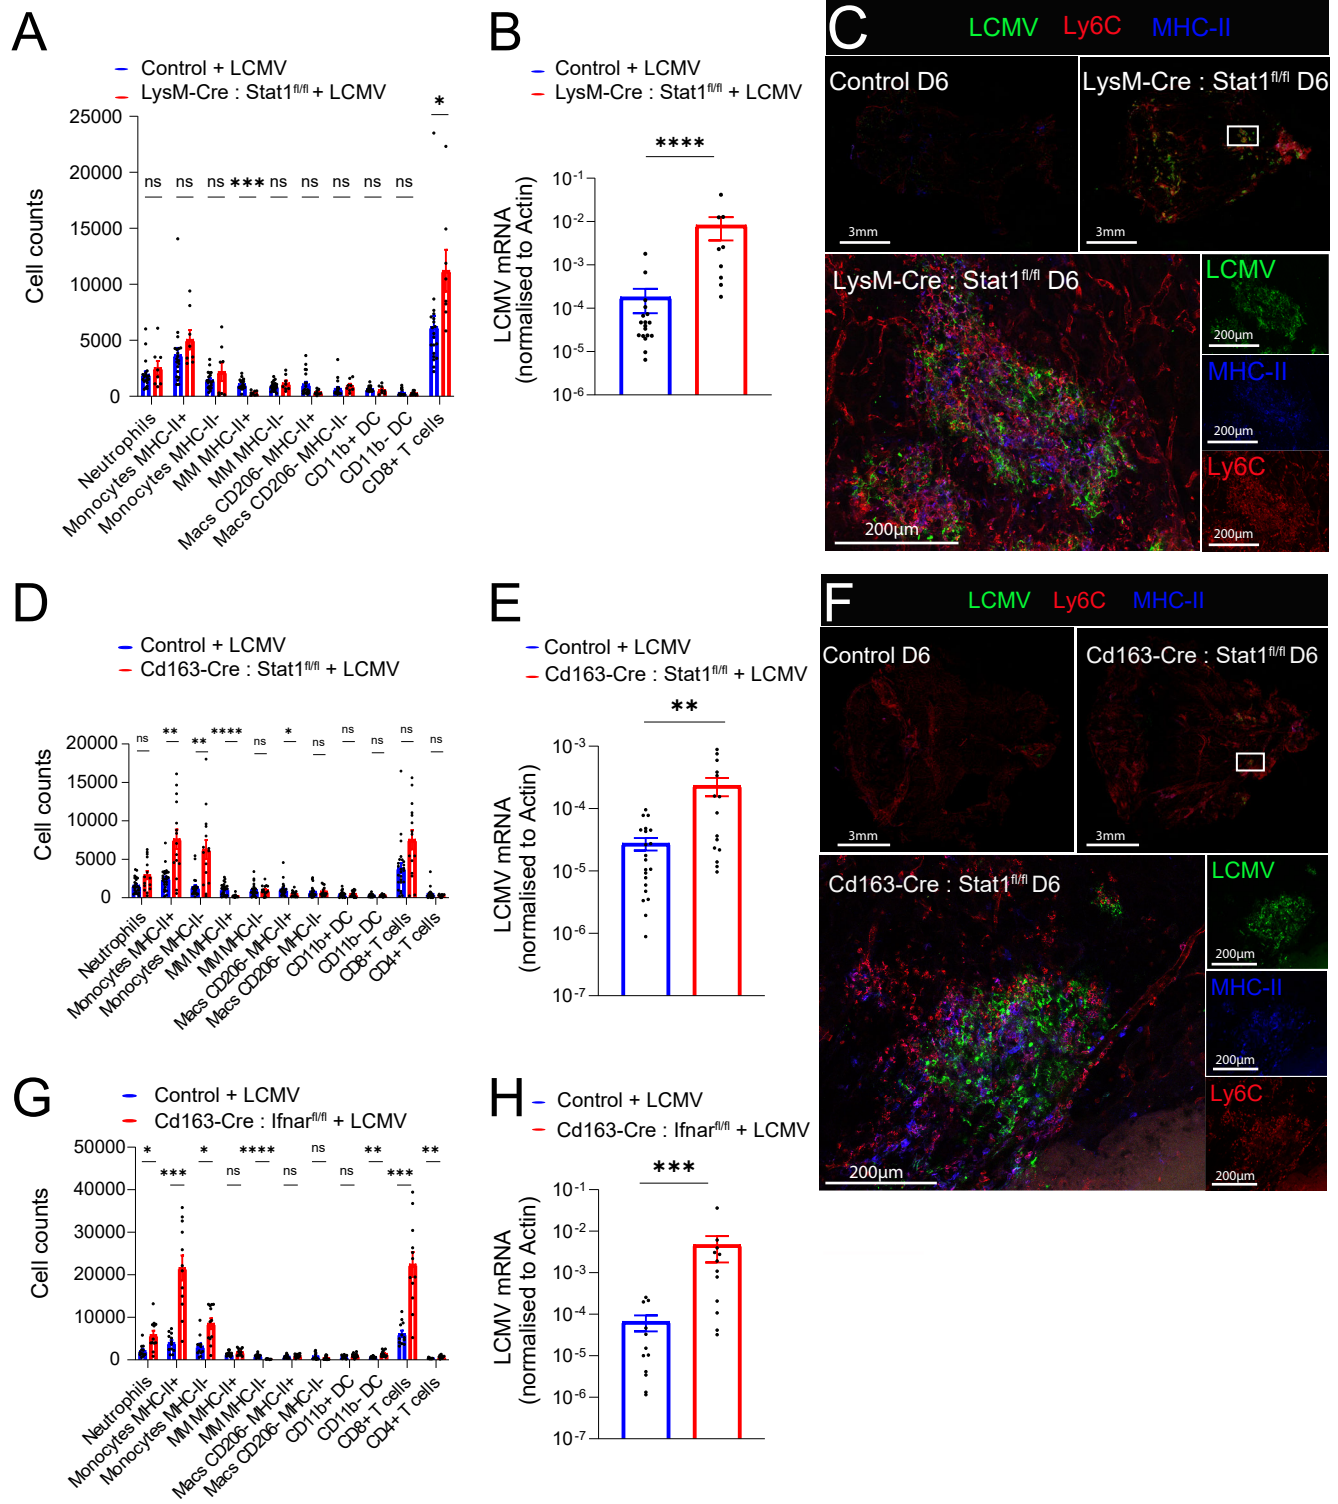 A
Control + LCMV
LysM-Cre : Stat1fl/fl + LCMV
*
25000
20000
ns ns ns *** ns ns ns ns ns
15000
10000
5000
0
Cell counts
Neutrophils
Monocytes MHC-II+
Monocytes MHC-II-
MM MHC-II+
MM MHC-II-
Macs CD206- MHC-II+
Macs CD206- MHC-II-
CD11b+ DC
CD11b- DC
CD8+ T cells
B
Control + LCMV
LysM-Cre : Stat1fl/fl + LCMV
****
10-1
10-2
10-3
10-4
10-5
10-6
LCMV mRNA
(normalised to Actin)
C
LCMV Ly6C MHC-II
Control D6
3mm
LysM-Cre : Stat1fl/fl D6
3mm
LysM-Cre : Stat1fl/fl D6
200µm
LCMV
200µm
MHC-II
200µm
Ly6C
200µm
D
Control + LCMV
Cd163-Cre : Stat1fl/fl + LCMV
ns ** ** **** ns * ns ns ns ns ns
20000
15000
10000
5000
0
Cell counts
Neutrophils
Monocytes MHC-II+
Monocytes MHC-II-
MM MHC-II+
MM MHC-II-
Macs CD206- MHC-II+
Macs CD206- MHC-II-
CD11b+ DC
CD11b- DC
CD8+ T cells
CD4+ T cells
E
Control + LCMV
Cd163-Cre : Stat1fl/fl + LCMV
**
10-3
10-4
10-5
10-6
10-7
LCMV mRNA
(normalised to Actin)
F
LCMV Ly6C MHC-II
Control D6
3mm
Cd163-Cre : Stat1fl/fl D6
3mm
Cd163-Cre : Stat1fl/fl D6
200µm
LCMV
200µm
MHC-II
200µm
Ly6C
200µm
G
Control + LCMV
Cd163-Cre : Ifnarfl/fl + LCMV
* * **** ns ** **
*** ns ns ns ***
50000
40000
30000
20000
10000
0
Cell counts
Neutrophils
Monocytes MHC-II+
Monocytes MHC-II-
MM MHC-II+
MM MHC-II-
Macs CD206- MHC-II+
Macs CD206- MHC-II-
CD11b+ DC
CD11b- DC
CD8+ T cells
CD4+ T cells
H
Control + LCMV
Cd163-Cre : Ifnarfl/fl + LCMV
***
10-1
10-2
10-3
10-4
10-5
10-6
10-7
LCMV mRNA
(normalised to Actin)